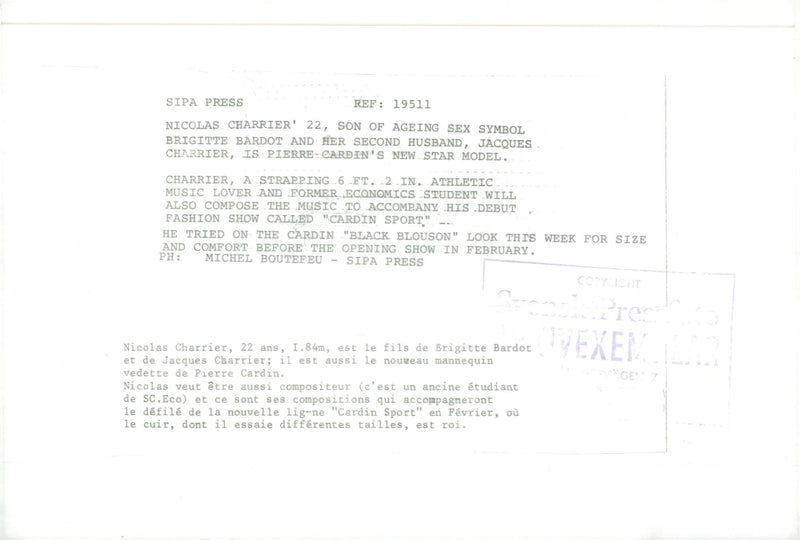 SIPA PRESS REF: 19511
NICOLAS CHARRIER' 22, SON OF AGEING SEX SYMBOL
BRIGITTE BARDOT AND HER SECOND HUSBAND, JACQUES
CHARRIER, IS PIERRE CARDIN'S NEW STAR MODEL.
CHARRIER, A STRAPPING 6 FT. 2 IN. ATHLETIC
MUSIC LOVER AND FORMER ECONOMICS STUDENT WILL
ALSO COMPOSE THE MUSIC TO ACCOMPANY HIS DEBUT
FASHION SHOW CALLED "CARDIN SPORT" --
HE TRIED ON THE CARDIN "BLACK BLOUSON" LOOK THIS WEEK FOR SIZE
AND COMFORT BEFORE THE OPENING SHOW IN FEBRUARY.
PH: MICHEL BOUTEFEU - SIPA PRESS
COPYRIGHT
Nicolas Charrier, 22 ans, I.84m, est le fils de Brigitte Bardot
et de Jacques Charrier; il est aussi le nouveau mannequin
vedette de Pierre Cardin.
Nicolas veut être aussi compositeur (c'est un ancine étudiant
de SC.Eco) et ce sont ses compositions qui accompagneront
le défilé de la nouvelle lig-ne "Cardin Sport" en Février, où
le cuir, dont il essaie différentes tailles, est roi.